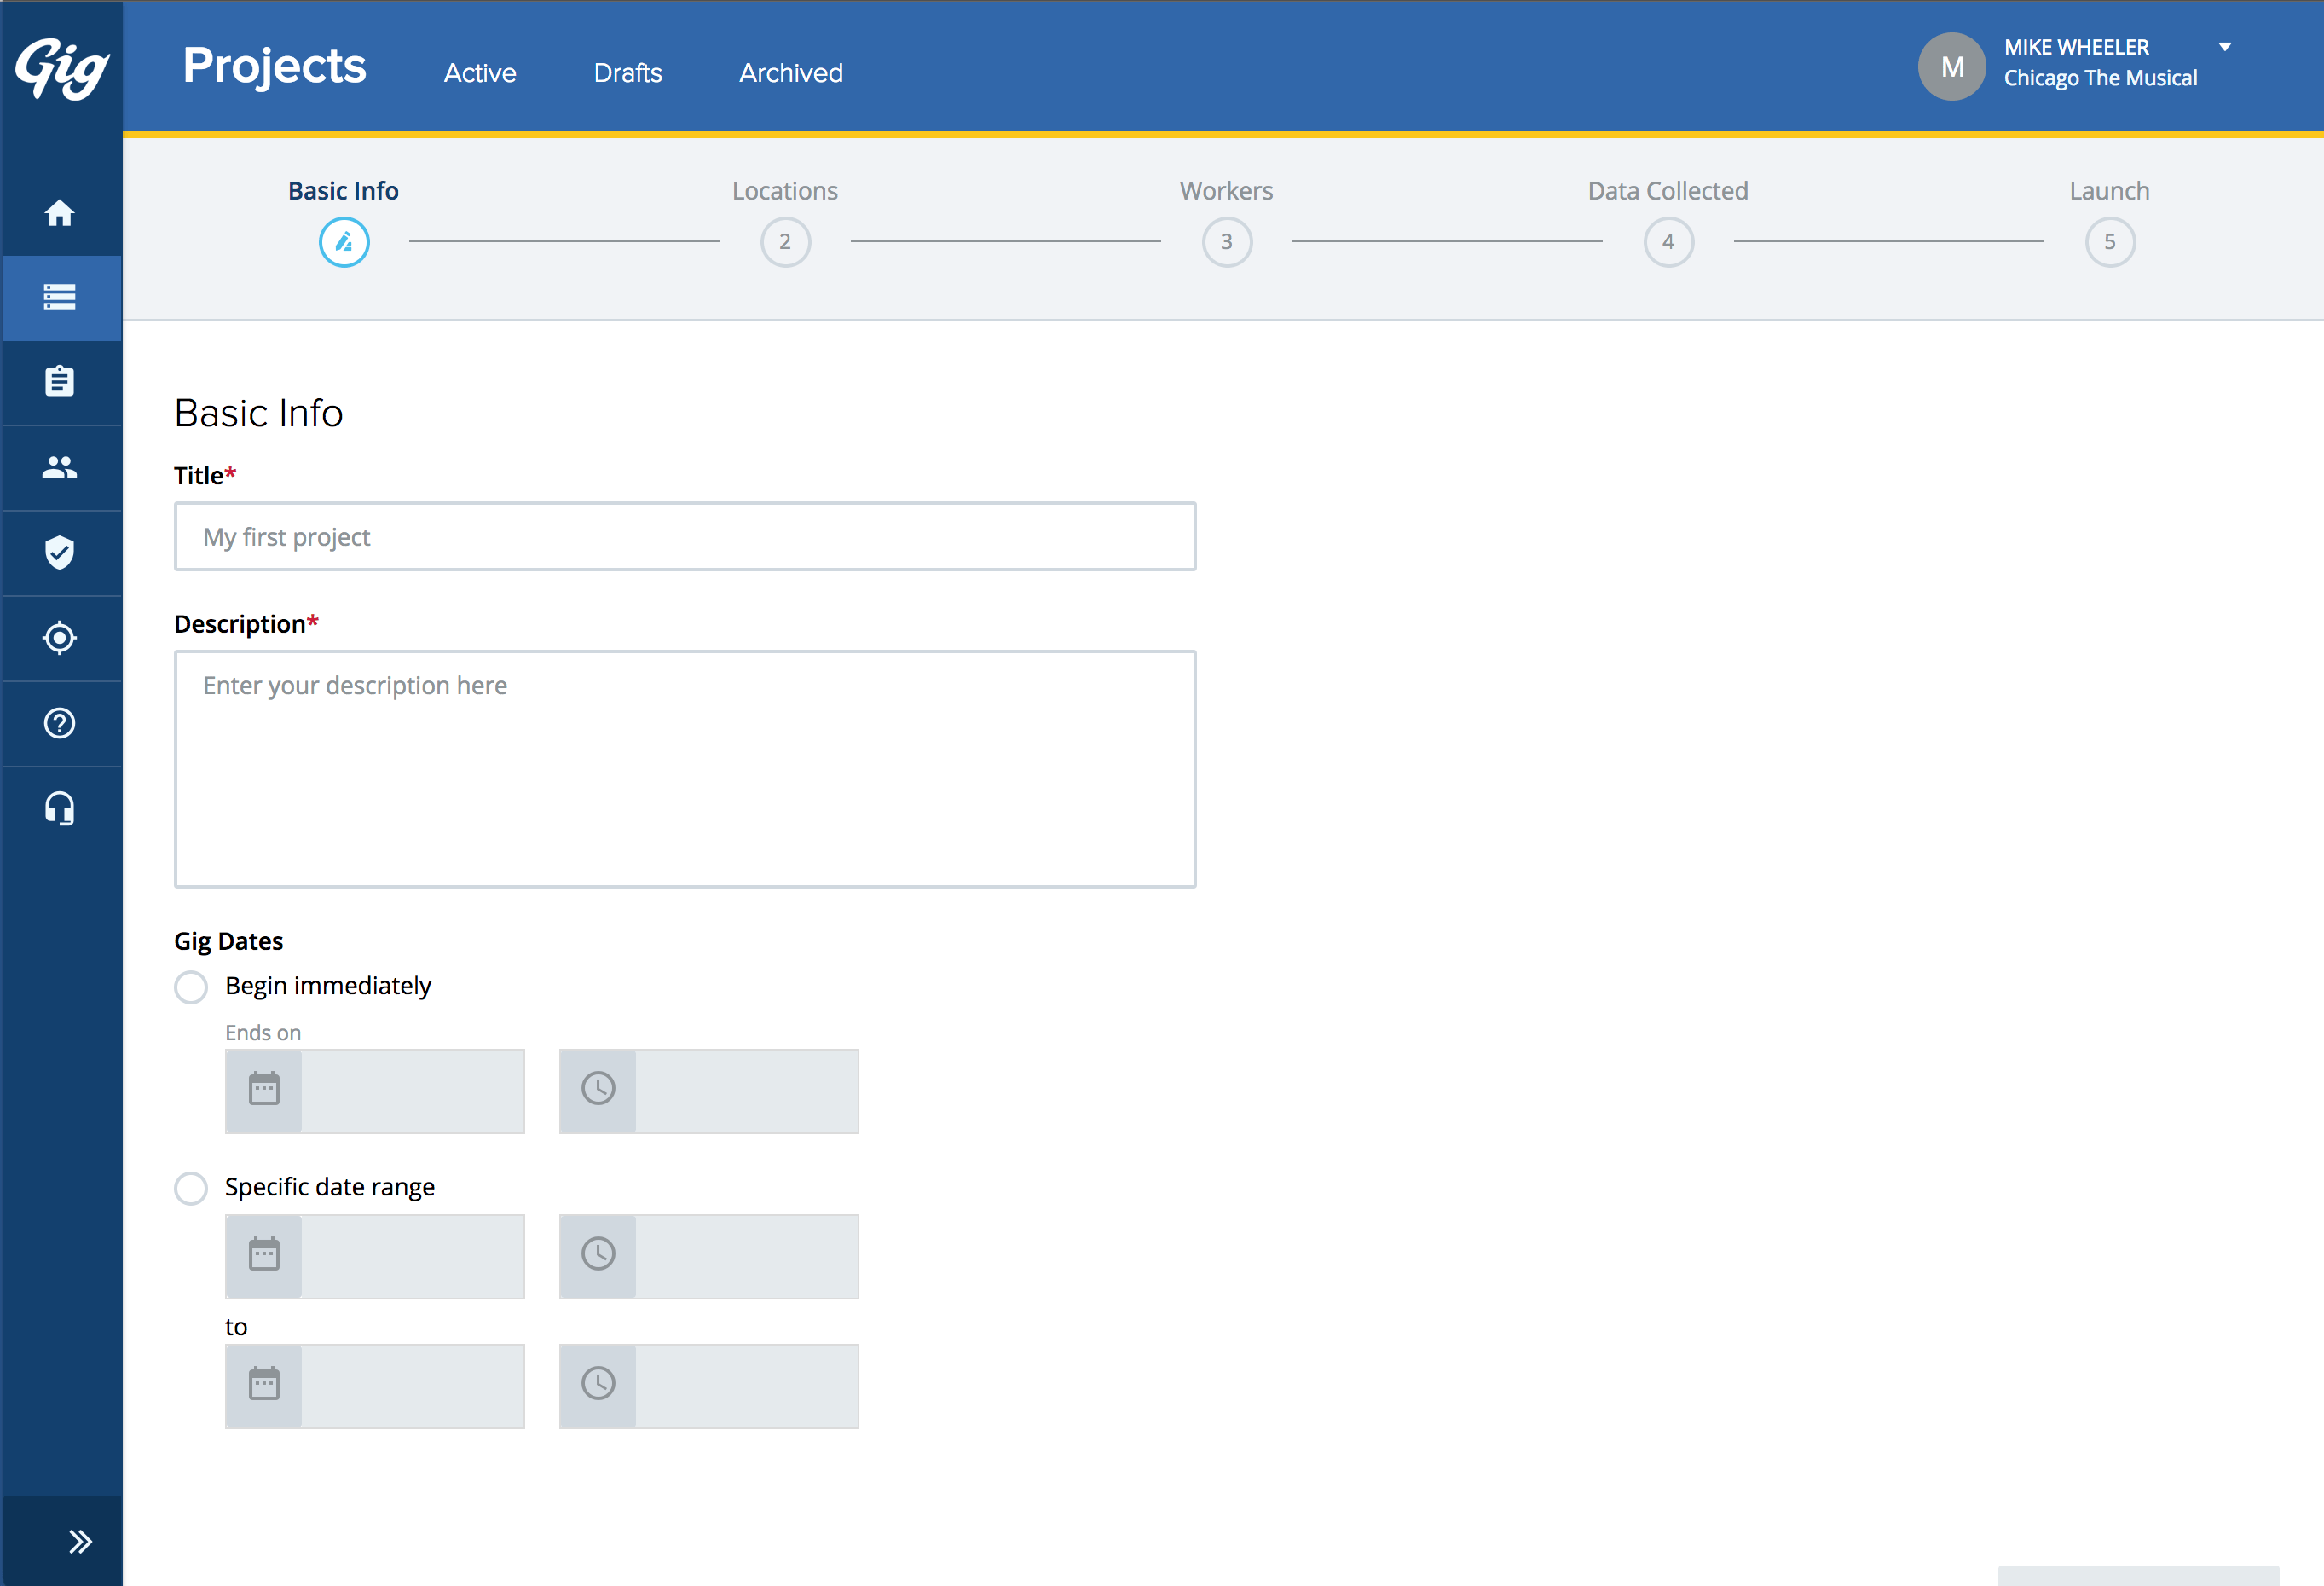 Gig
Projects
Active
Drafts
Archived
M
MIKE WHEELER
Chicago The Musical
Basic Info
Locations
2
Workers
3
Data Collected
4
Launch
5
Basic Info
Title*
My first project
Description*
Enter your description here
Gig Dates
Begin immediately
Ends on
Specific date range
to